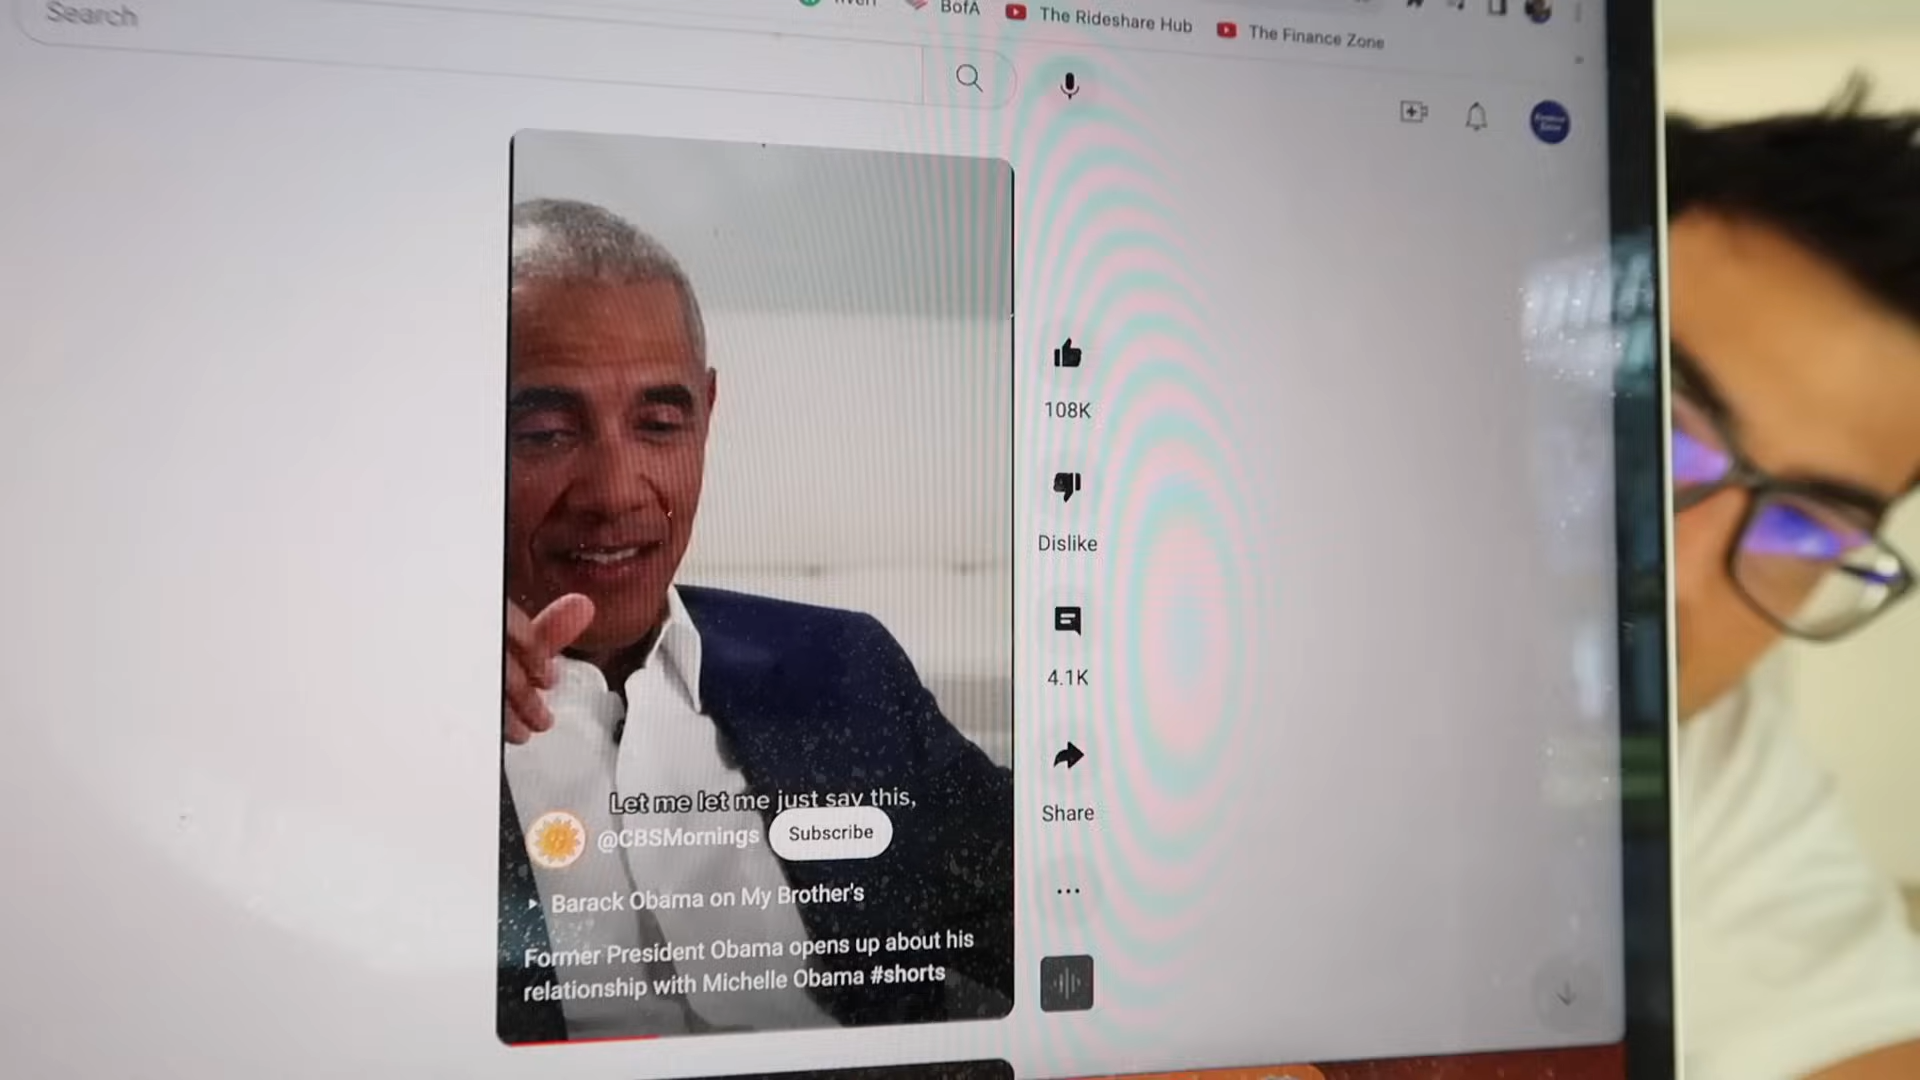 Search
BofA
The Rideshare Hub
The Finance Zone
108K
Dislike
4.1K
Share
Let me let me just say this,
@CBSMornings
Subscribe
Barack Obama on My Brother's
Former President Obama opens up about his
relationship with Michelle Obama #shorts